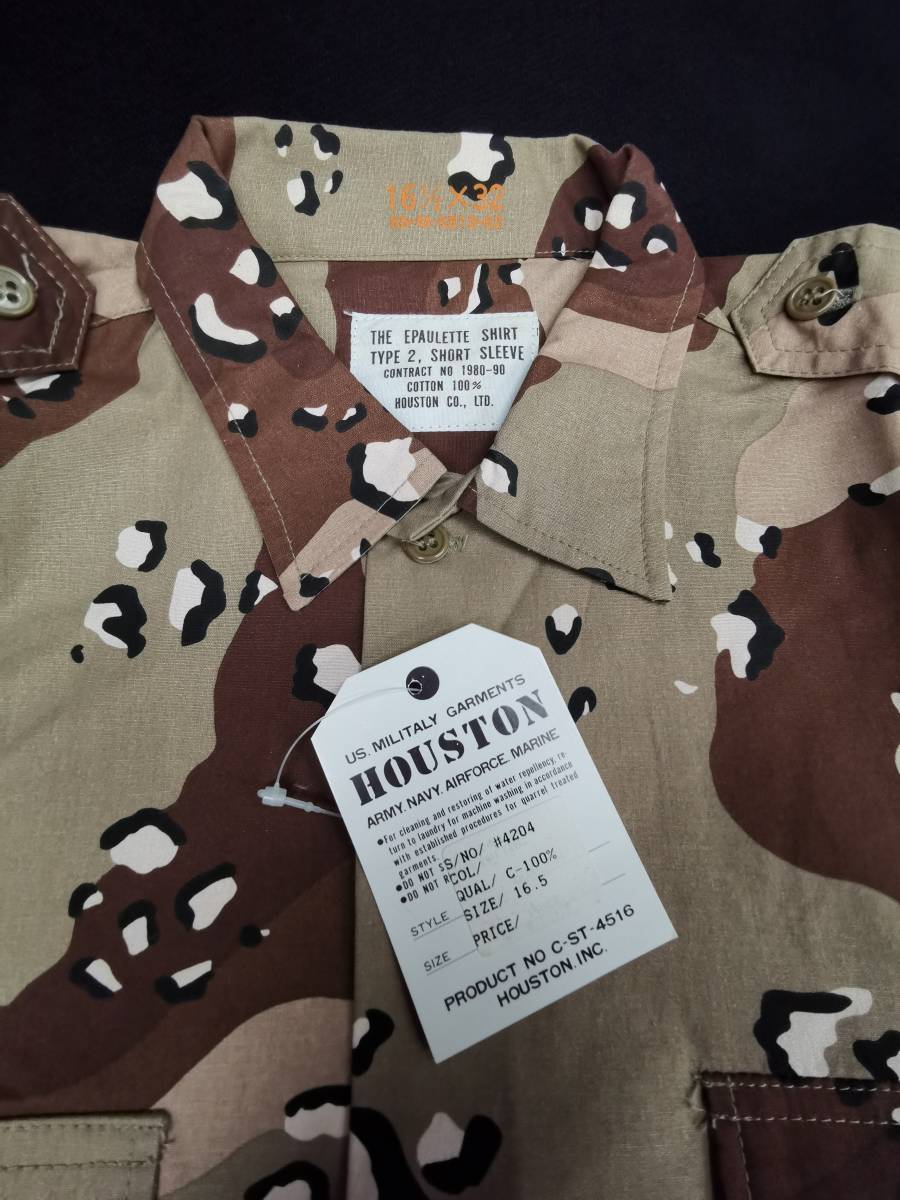 16½×32
THE EPAULETTE SHIRT
TYPE 2, SHORT SLEEVE
CONTRACT NO 1980-90
COTTON 100%
HOUSTON CO., LTD.
US. MILITALY GARMENTS
HOUSTON
ARMY. NAVY. AIRFORCE. MARINE
●For cleaning and restoring of water repellency, re-
turn to laundry for machine washing in accordance
with established procedures for quarrel treated
garments.
●DO NOT S
●DO NOT R
S/NO/ #4204
COL/
QUAL/ C-100%
SIZE/ 16.5
PRICE/
STYLE
SIZE
PRODUCT NO C-ST-4516
HOUSTON. INC.